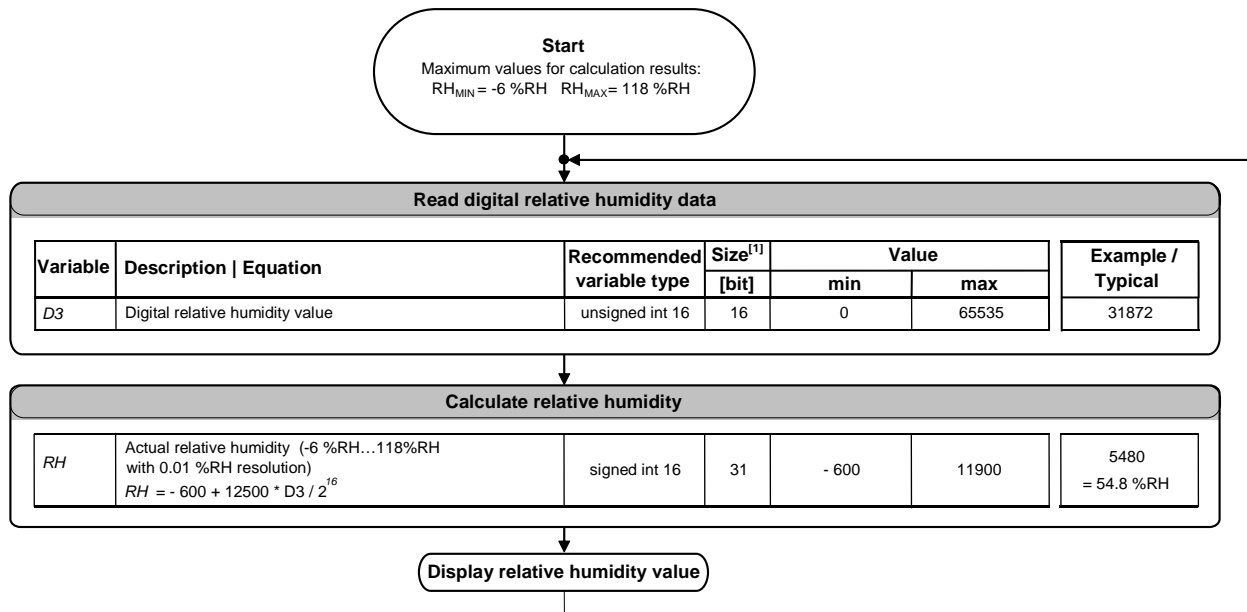 Start
Maximum values for calculation results:
RHMIN = -6 %RH RHMAX= 118 %RH
Read digital relative humidity data
Variable Description | Equation Recommended variable type Size[1] [bit] Value min max Example / Typical
D3 Digital relative humidity value unsigned int 16 16 0 65535 31872
Calculate relative humidity
RH Actual relative humidity (-6 %RH…118%RH
with 0.01 %RH resolution)
RH = - 600 + 12500 * D3 / 2^16
signed int 16 31 - 600 11900 5480
= 54.8 %RH
Display relative humidity value